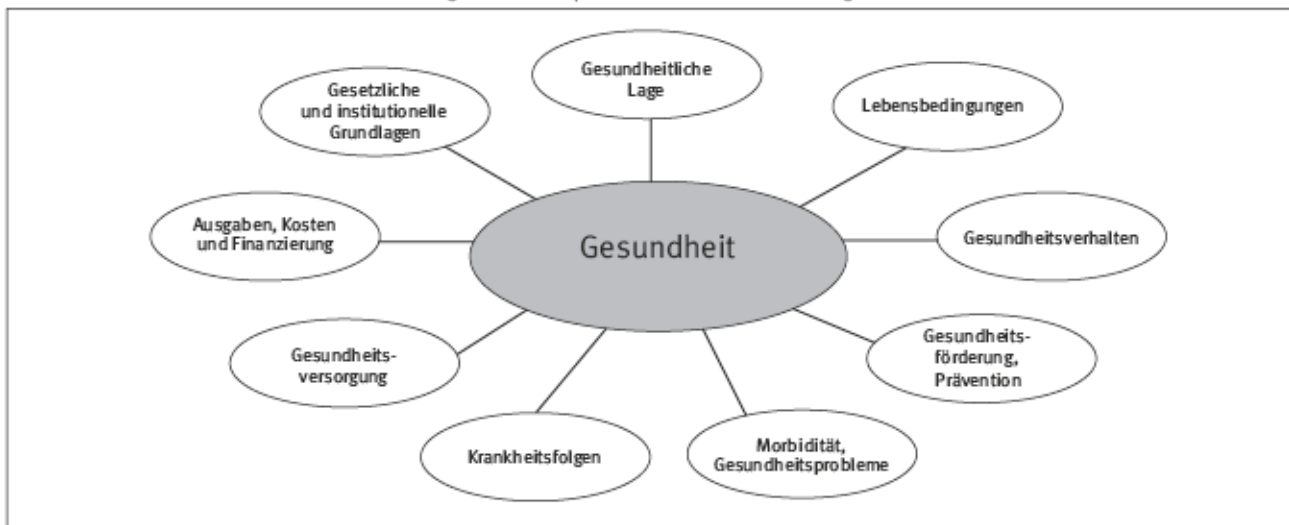 Gesundheitliche
Lage
Gesetzliche
und institutionelle
Grundlagen
Lebensbedingungen
Ausgaben, Kosten
und Finanzierung
Gesundheit
Gesundheitsverhalten
Gesundheits-
versorgung
Gesundheits-
förderung,
Prävention
Krankheitsfolgen
Morbidität,
Gesundheitsprobleme